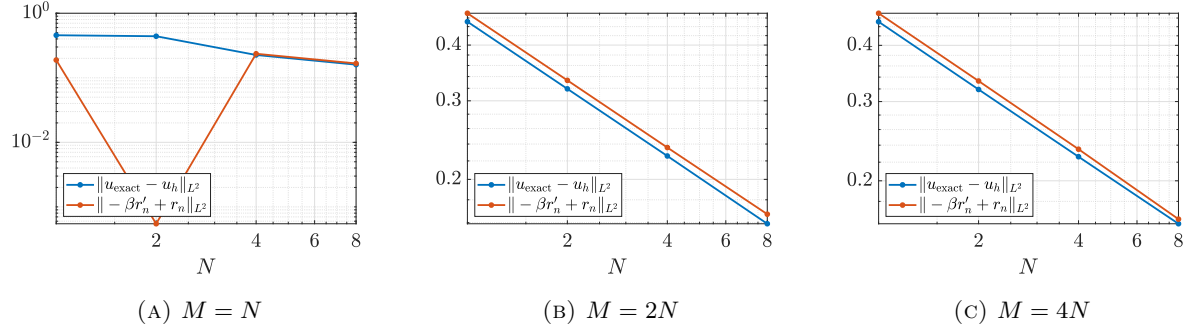 10^0
10^{-2}
‖u_exact − u_h‖_{L^2}
‖ − βr′_n + r_n‖_{L^2}
2 4 6 8
N
(A) M = N
0.4
0.3
0.2
‖u_exact − u_h‖_{L^2}
‖ − βr′_n + r_n‖_{L^2}
2 4 6 8
N
(B) M = 2N
0.4
0.3
0.2
‖u_exact − u_h‖_{L^2}
‖ − βr′_n + r_n‖_{L^2}
2 4 6 8
N
(C) M = 4N